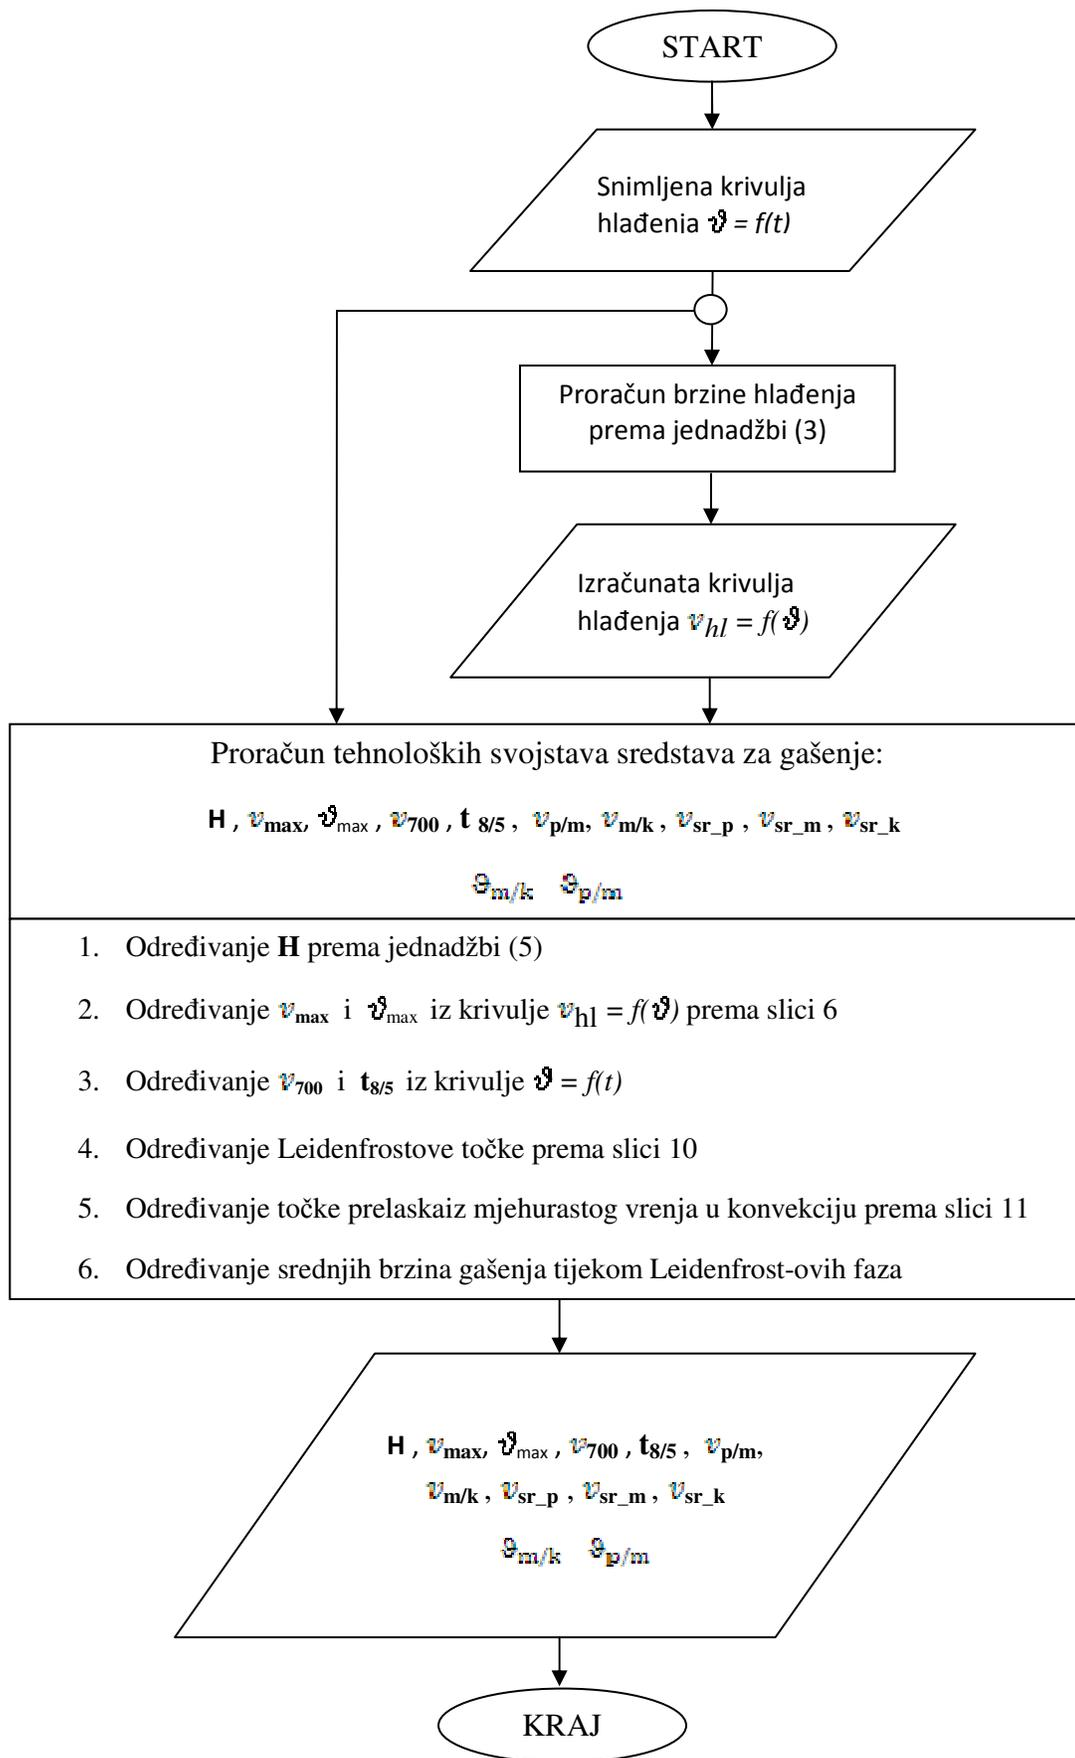 START
Snimljena krivulja
hlađenja ϑ = f(t)
Proračun brzine hlađenja
prema jednadžbi (3)
Izračunata krivulja
hlađenja v_hl = f(ϑ)
Proračun tehnoloških svojstava sredstava za gašenje:
H , v_max, ϑ_max , v_700 , t_8/5 , v_p/m, v_m/k , v_sr_p , v_sr_m , v_sr_k
ϑ_m/k ϑ_p/m
1. Određivanje H prema jednadžbi (5)
2. Određivanje v_max i ϑ_max iz krivulje v_hl = f(ϑ) prema slici 6
3. Određivanje v_700 i t_8/5 iz krivulje ϑ = f(t)
4. Određivanje Leidenfrostove točke prema slici 10
5. Određivanje točke prelaskaiz mjehurastog vrenja u konvekciju prema slici 11
6. Određivanje srednjih brzina gašenja tijekom Leidenfrost-ovih faza
H , v_max, ϑ_max , v_700 , t_8/5 , v_p/m,
v_m/k , v_sr_p , v_sr_m , v_sr_k
ϑ_m/k ϑ_p/m
KRAJ